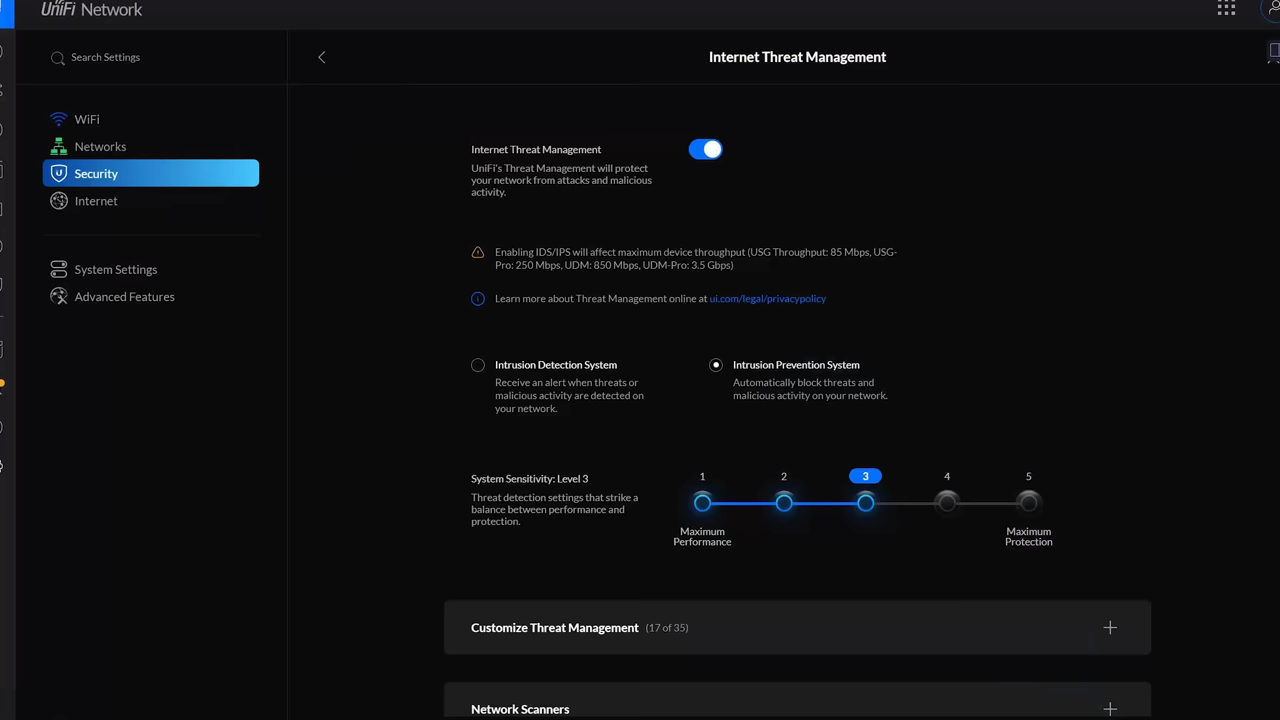 UniFi Network
Search Settings
Internet Threat Management
WiFi
Networks
Security
Internet
System Settings
Advanced Features
Internet Threat Management
UniFi's Threat Management will protect
your network from attacks and malicious
activity.
Enabling IDS/IPS will affect maximum device throughput (USG Throughput: 85 Mbps, USG-
Pro: 250 Mbps, UDM: 850 Mbps, UDM-Pro: 3.5 Gbps)
Learn more about Threat Management online at ui.com/legal/privacypolicy
Intrusion Detection System
Receive an alert when threats or
malicious activity are detected on
your network.
Intrusion Prevention System
Automatically block threats and
malicious activity on your network.
System Sensitivity: Level 3
Threat detection settings that strike a
balance between performance and
protection.
1 2 3 4 5
Maximum
Performance
Maximum
Protection
Customize Threat Management (17 of 35)
Network Scanners